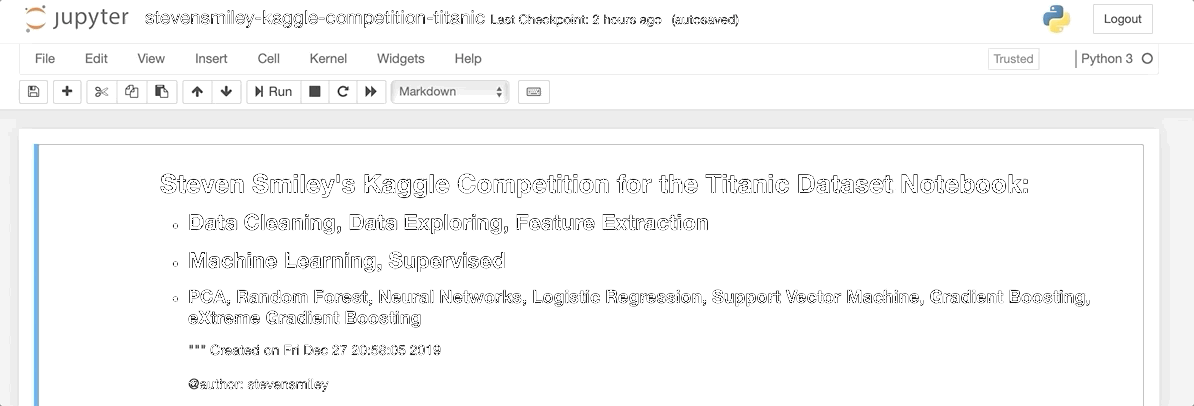 jupyter stevensmiley-kaggle-competition-titanic Last Checkpoint: 2 hours ago (autosaved) Logout
File Edit View Insert Cell Kernel Widgets Help Trusted Python 3
Run Markdown
Steven Smiley's Kaggle Competition for the Titanic Dataset Notebook:
Data Cleaning, Data Exploring, Feature Extraction
Machine Learning, Supervised
PCA, Random Forest, Neural Networks, Logistic Regression, Support Vector Machine, Gradient Boosting,
eXtreme Gradient Boosting
""" Created on Fri Dec 27 20:58:05 2019
@author: stevensmiley